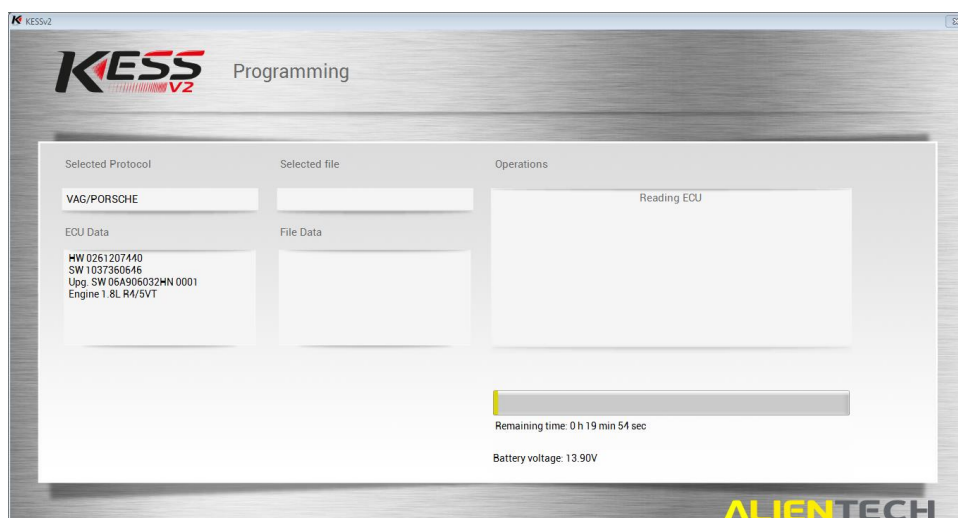 KESSv2
KESS V2
Programming
Selected Protocol
Selected file
Operations
VAG/PORSCHE
Reading ECU
ECU Data
File Data
HW 0261207440
SW 1037360646
Upg. SW 06A906032HN 0001
Engine 1.8L R4/5VT
Remaining time: 0 h 19 min 54 sec
Battery voltage: 13.90V
ALIENTECH